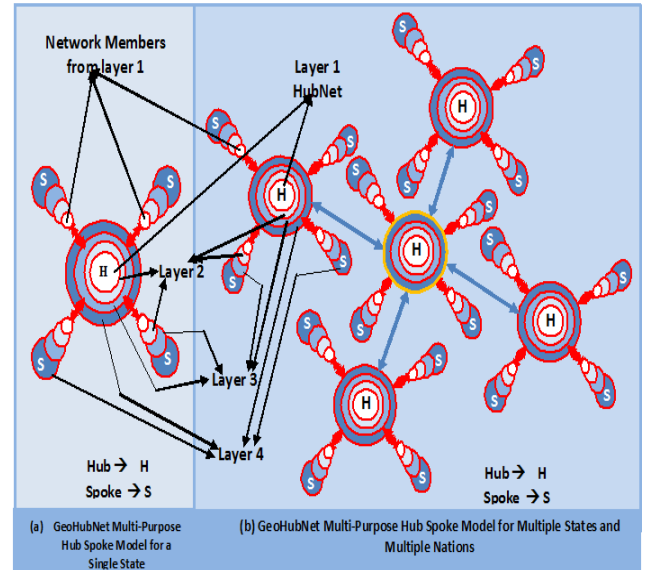 Network Members
from layer 1
Layer 1
HubNet
S
S
S
S
H
S
S
S
S
H
S
S
S
S
H
S
S
S
S
H
S
S
S
S
H
S
S
S
S
H
Layer 2
Layer 3
Layer 4
Hub → H
Spoke → S
Hub → H
Spoke → S
(a) GeoHubNet Multi-Purpose
Hub Spoke Model for a
Single State
(b) GeoHubNet Multi-Purpose Hub Spoke Model for Multiple States and
Multiple Nations